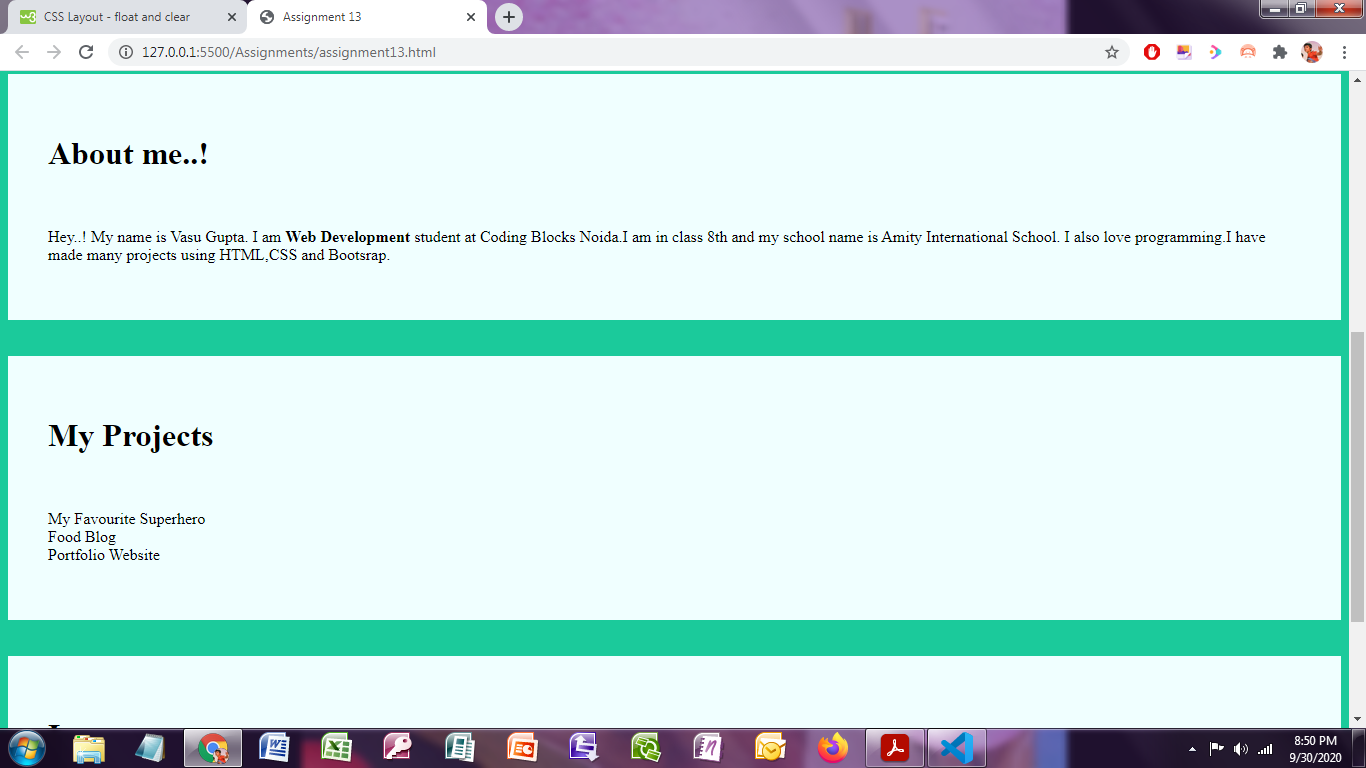 CSS Layout - float and clear
Assignment 13
127.0.0.1:5500/Assignments/assignment13.html
About me..!
Hey..! My name is Vasu Gupta. I am Web Development student at Coding Blocks Noida.I am in class 8th and my school name is Amity International School. I also love programming.I have
made many projects using HTML,CSS and Bootsrap.
My Projects
My Favourite Superhero
Food Blog
Portfolio Website
8:50 PM
9/30/2020